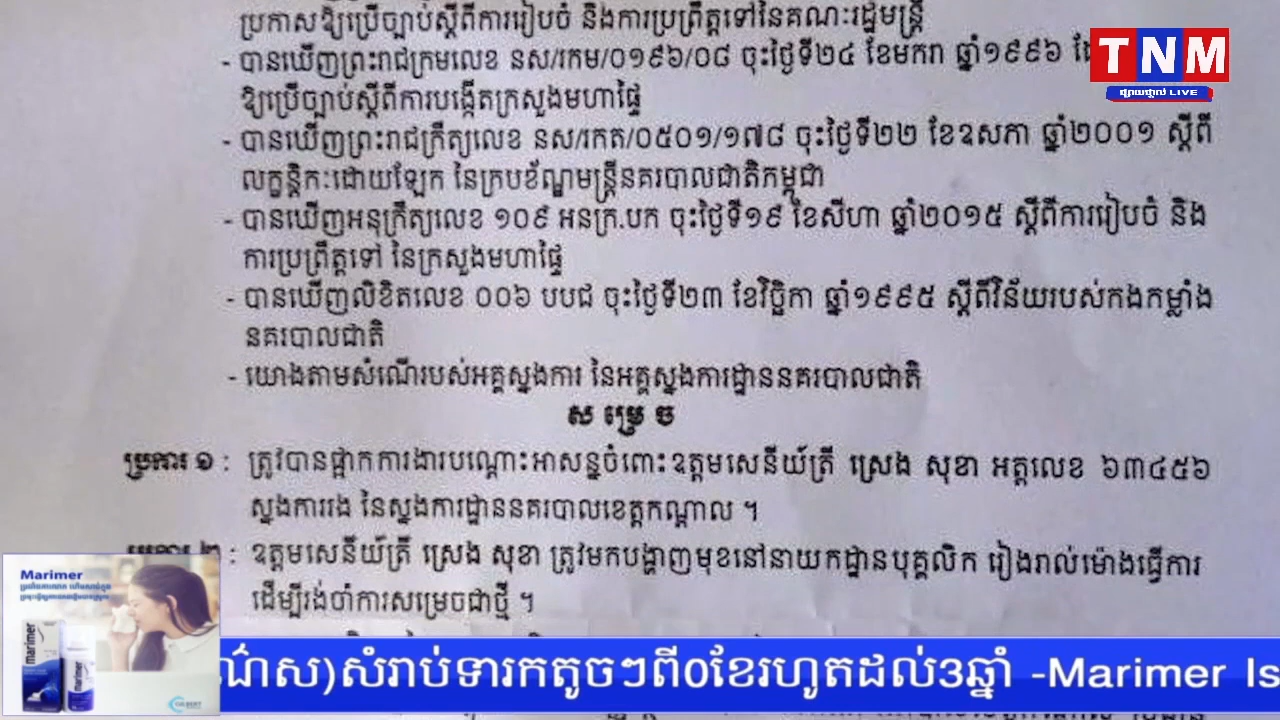 ប្រកាសឱ្យប្រើច្បាប់ស្តីពីការរៀបចំ និងការប្រព្រឹត្តទៅនៃគណៈរដ្ឋមន្ត្រី
- បានឃើញព្រះរាជក្រមលេខ នស/រកម/០១៩៦/០៨ ចុះថ្ងៃទី២៤ ខែមករា ឆ្នាំ១៩៩៦
ឱ្យប្រើច្បាប់ស្តីពីការបង្កើតក្រសួងមហាផ្ទៃ
- បានឃើញព្រះរាជក្រឹត្យលេខ នស/រកត/០៥០១/១៧៨ ចុះថ្ងៃទី២២ ខែឧសភា ឆ្នាំ២០០១ ស្តីពី
លក្ខន្តិកៈដោយឡែក នៃក្របខ័ណ្ឌមន្ត្រីនគរបាលជាតិកម្ពុជា
- បានឃើញអនុក្រឹត្យលេខ ១០៩ អនក្រ.បក ចុះថ្ងៃទី១៩ ខែសីហា ឆ្នាំ២០១៥ ស្តីពីការរៀបចំ និង
ការប្រព្រឹត្តទៅ នៃក្រសួងមហាផ្ទៃ
- បានឃើញលិខិតលេខ ០០៦ បបជ ចុះថ្ងៃទី២៣ ខែវិច្ឆិកា ឆ្នាំ១៩៩៥ ស្តីពីវិន័យរបស់កងកម្លាំង
នគរបាលជាតិ
- យោងតាមសំណើរបស់អគ្គស្នងការ នៃអគ្គស្នងការដ្ឋាននគរបាលជាតិ
ស ម្រេ ច
ប្រការ ១ : ត្រូវបានផ្អាកការងារបណ្តោះអាសន្នចំពោះឧត្តមសេនីយ៍ត្រី ស្រេង សុខា អត្តលេខ ៦៣៤៥៦
ស្នងការរង នៃស្នងការដ្ឋាននគរបាលខេត្តកណ្តាល ។
ប្រការ ២ : ឧត្តមសេនីយ៍ត្រី ស្រេង សុខា ត្រូវមកបង្ហាញមុខនៅនាយកដ្ឋានបុគ្គលិក រៀងរាល់ម៉ោងធ្វើការ
ដើម្បីរង់ចាំការសម្រេចជាថ្មី ។
TNM
ផ្សាយផ្ទាល់ LIVE
Marimer
marimer
marimer
GILBERT
សំរាប់ទារកតូចៗពី0ខែរហូតដល់3ឆ្នាំ -Marimer Is